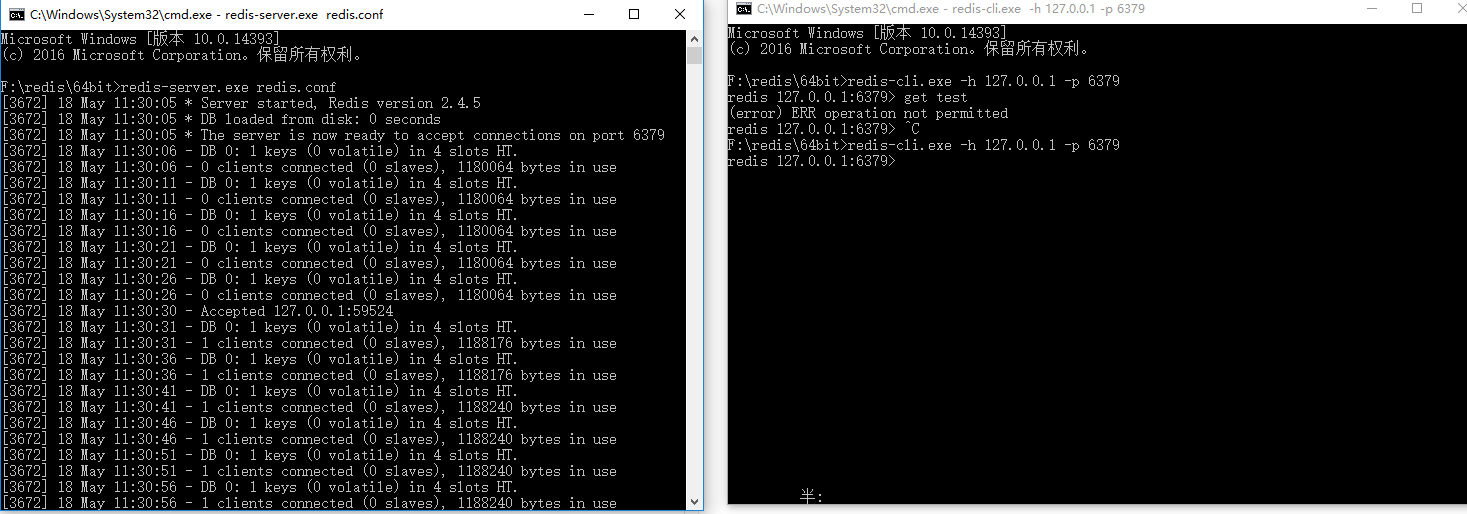 C:\Windows\System32\cmd.exe - redis-server.exe  redis.conf
Microsoft Windows [版本 10.0.14393]
(c) 2016 Microsoft Corporation。保留所有权利。
F:\redis\64bit>redis-server.exe redis.conf
[3672] 18 May 11:30:05 * Server started, Redis version 2.4.5
[3672] 18 May 11:30:05 * DB loaded from disk: 0 seconds
[3672] 18 May 11:30:05 * The server is now ready to accept connections on port 6379
[3672] 18 May 11:30:06 - DB 0: 1 keys (0 volatile) in 4 slots HT.
[3672] 18 May 11:30:06 - 0 clients connected (0 slaves), 1180064 bytes in use
[3672] 18 May 11:30:11 - DB 0: 1 keys (0 volatile) in 4 slots HT.
[3672] 18 May 11:30:11 - 0 clients connected (0 slaves), 1180064 bytes in use
[3672] 18 May 11:30:16 - DB 0: 1 keys (0 volatile) in 4 slots HT.
[3672] 18 May 11:30:16 - 0 clients connected (0 slaves), 1180064 bytes in use
[3672] 18 May 11:30:21 - DB 0: 1 keys (0 volatile) in 4 slots HT.
[3672] 18 May 11:30:21 - 0 clients connected (0 slaves), 1180064 bytes in use
[3672] 18 May 11:30:26 - DB 0: 1 keys (0 volatile) in 4 slots HT.
[3672] 18 May 11:30:26 - 0 clients connected (0 slaves), 1180064 bytes in use
[3672] 18 May 11:30:30 - Accepted 127.0.0.1:59524
[3672] 18 May 11:30:31 - DB 0: 1 keys (0 volatile) in 4 slots HT.
[3672] 18 May 11:30:31 - 1 clients connected (0 slaves), 1188176 bytes in use
[3672] 18 May 11:30:36 - DB 0: 1 keys (0 volatile) in 4 slots HT.
[3672] 18 May 11:30:36 - 1 clients connected (0 slaves), 1188176 bytes in use
[3672] 18 May 11:30:41 - DB 0: 1 keys (0 volatile) in 4 slots HT.
[3672] 18 May 11:30:41 - 1 clients connected (0 slaves), 1188240 bytes in use
[3672] 18 May 11:30:46 - DB 0: 1 keys (0 volatile) in 4 slots HT.
[3672] 18 May 11:30:46 - 1 clients connected (0 slaves), 1188240 bytes in use
[3672] 18 May 11:30:51 - DB 0: 1 keys (0 volatile) in 4 slots HT.
[3672] 18 May 11:30:51 - 1 clients connected (0 slaves), 1188240 bytes in use
[3672] 18 May 11:30:56 - DB 0: 1 keys (0 volatile) in 4 slots HT.
[3672] 18 May 11:30:56 - 1 clients connected (0 slaves), 1188240 bytes in use
C:\Windows\System32\cmd.exe - redis-cli.exe  -h 127.0.0.1 -p 6379
Microsoft Windows [版本 10.0.14393]
(c) 2016 Microsoft Corporation。保留所有权利。
F:\redis\64bit>redis-cli.exe -h 127.0.0.1 -p 6379
redis 127.0.0.1:6379> get test
(error) ERR operation not permitted
redis 127.0.0.1:6379> ^C
F:\redis\64bit>redis-cli.exe -h 127.0.0.1 -p 6379
redis 127.0.0.1:6379>
半: